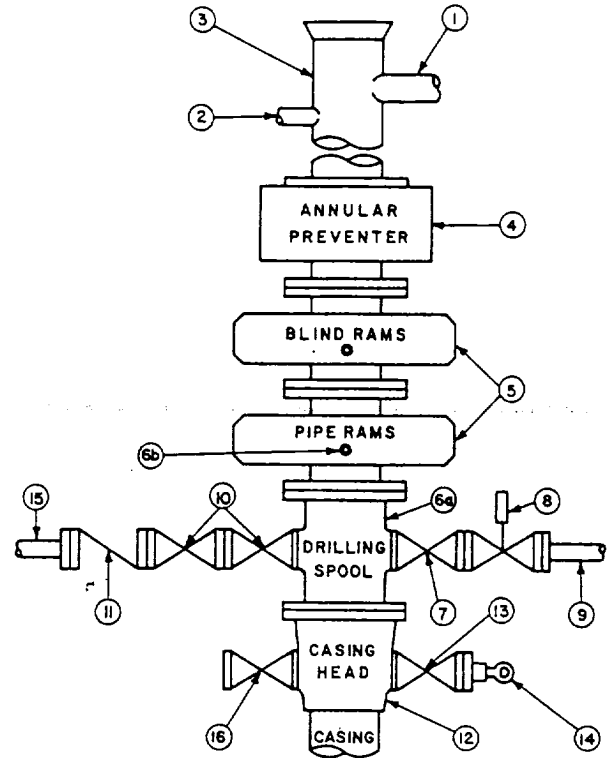 3
1
2
ANNULAR
PREVENTER
4
BLIND RAMS
5
PIPE RAMS
6b
15
10
6a
8
DRILLING
SPOOL
11
7
9
13
CASING
HEAD
16
12
14
CASING